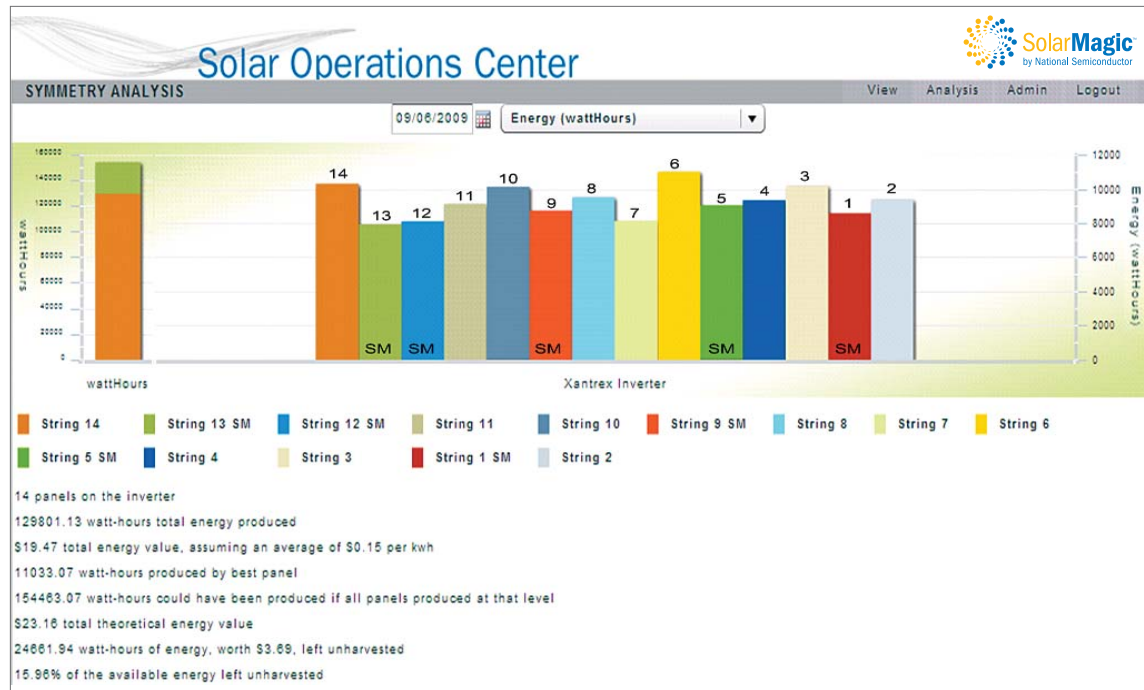 Solar Operations Center
SolarMagic™
by National Semiconductor
SYMMETRY ANALYSIS
View Analysis Admin Logout
09/06/2009 Energy (wattHours)
160000
140000
120000
100000
80000
60000
40000
20000
0
wattHours
14
13
12
11
10
9
8
7
6
5
4
3
1
2
SM
SM
SM
SM
SM
12000
10000
8000
6000
4000
2000
0
Energy (wattHours)
wattHours
Xantrex Inverter
String 14 String 13 SM String 12 SM String 11 String 10 String 9 SM String 8 String 7 String 6
String 5 SM String 4 String 3 String 1 SM String 2
14 panels on the inverter
129801.13 watt-hours total energy produced
$19.47 total energy value, assuming an average of $0.15 per kwh
11033.07 watt-hours produced by best panel
154463.07 watt-hours could have been produced if all panels produced at that level
$23.16 total theoretical energy value
24661.94 watt-hours of energy, worth $3.69, left unharvested
15.96% of the available energy left unharvested